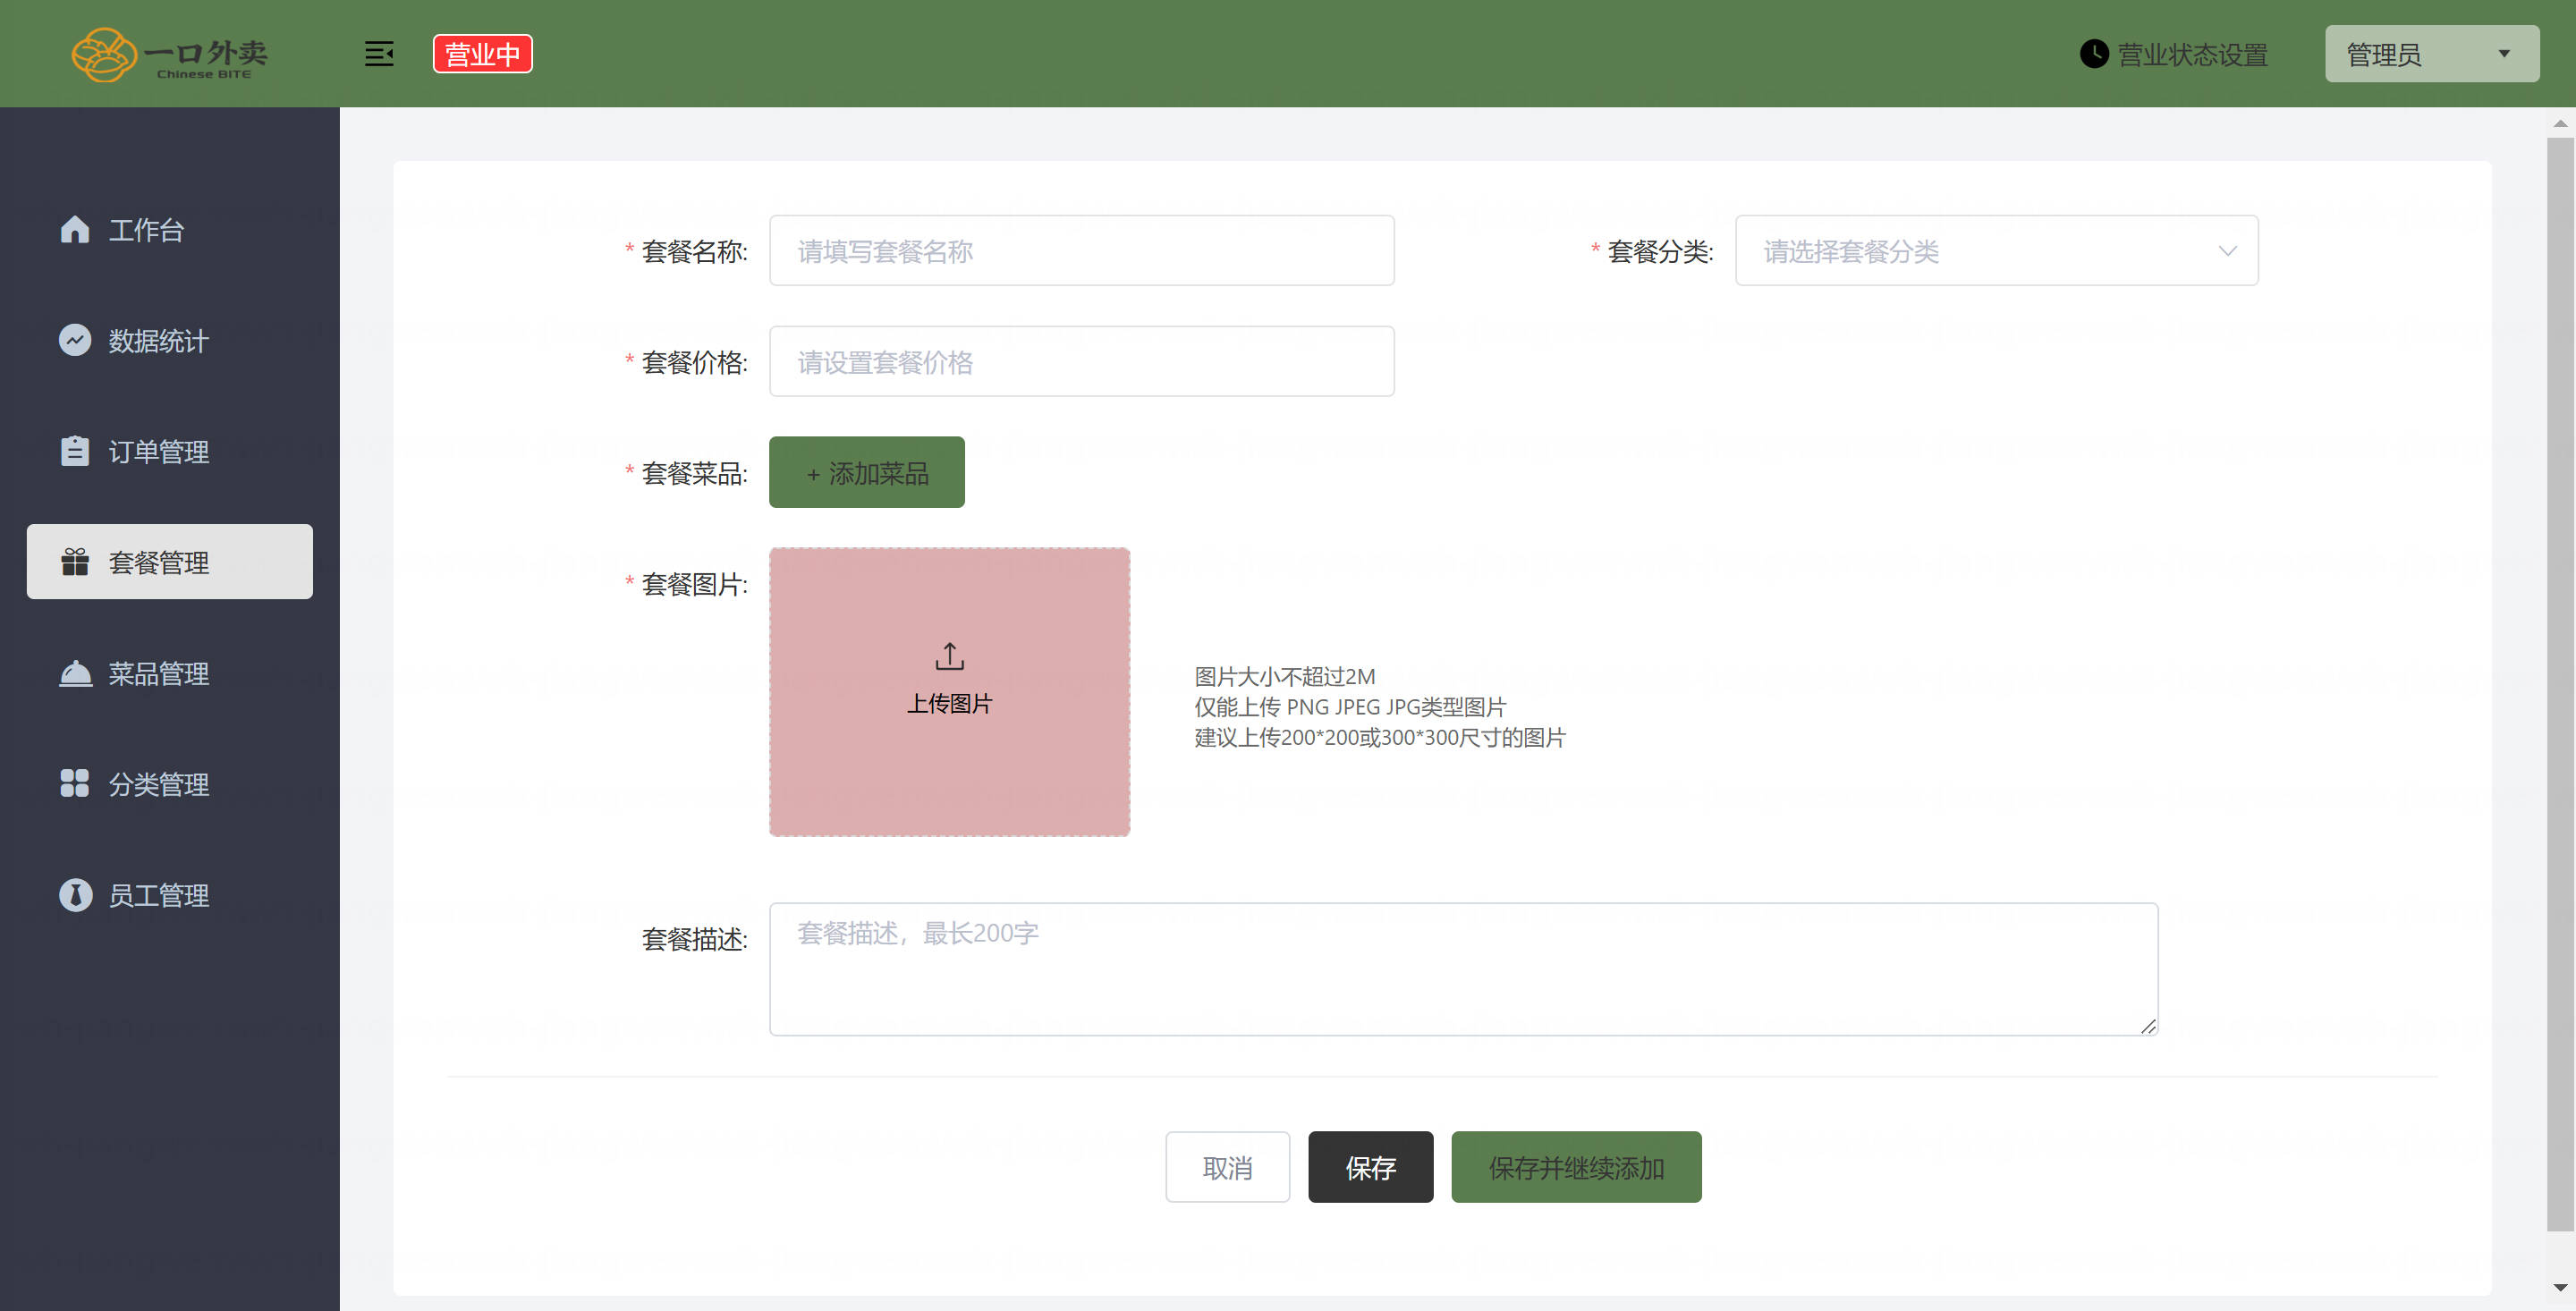 一口外卖
Chinese BITE
营业中
营业状态设置
管理员
工作台
数据统计
订单管理
套餐管理
菜品管理
分类管理
员工管理
* 套餐名称:
请填写套餐名称
* 套餐分类:
请选择套餐分类
* 套餐价格:
请设置套餐价格
* 套餐菜品:
+ 添加菜品
* 套餐图片:
上传图片
图片大小不超过2M
仅能上传 PNG JPEG JPG类型图片
建议上传200*200或300*300尺寸的图片
套餐描述:
套餐描述，最长200字
取消
保存
保存并继续添加